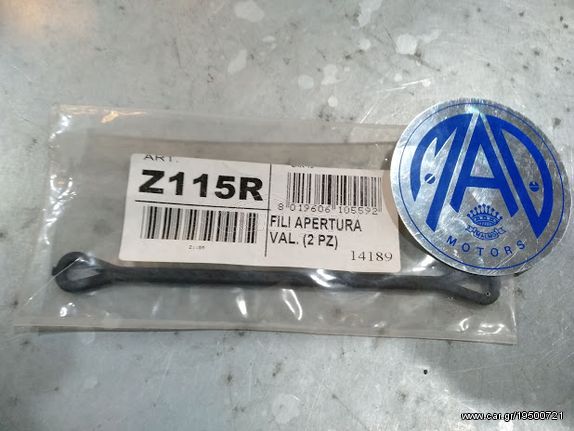 ART.
Z115R
8 019606 105592
FILI APERTURA
VAL. (2 PZ)
14189
MAD
MOTORS
www.car.gr/19500721